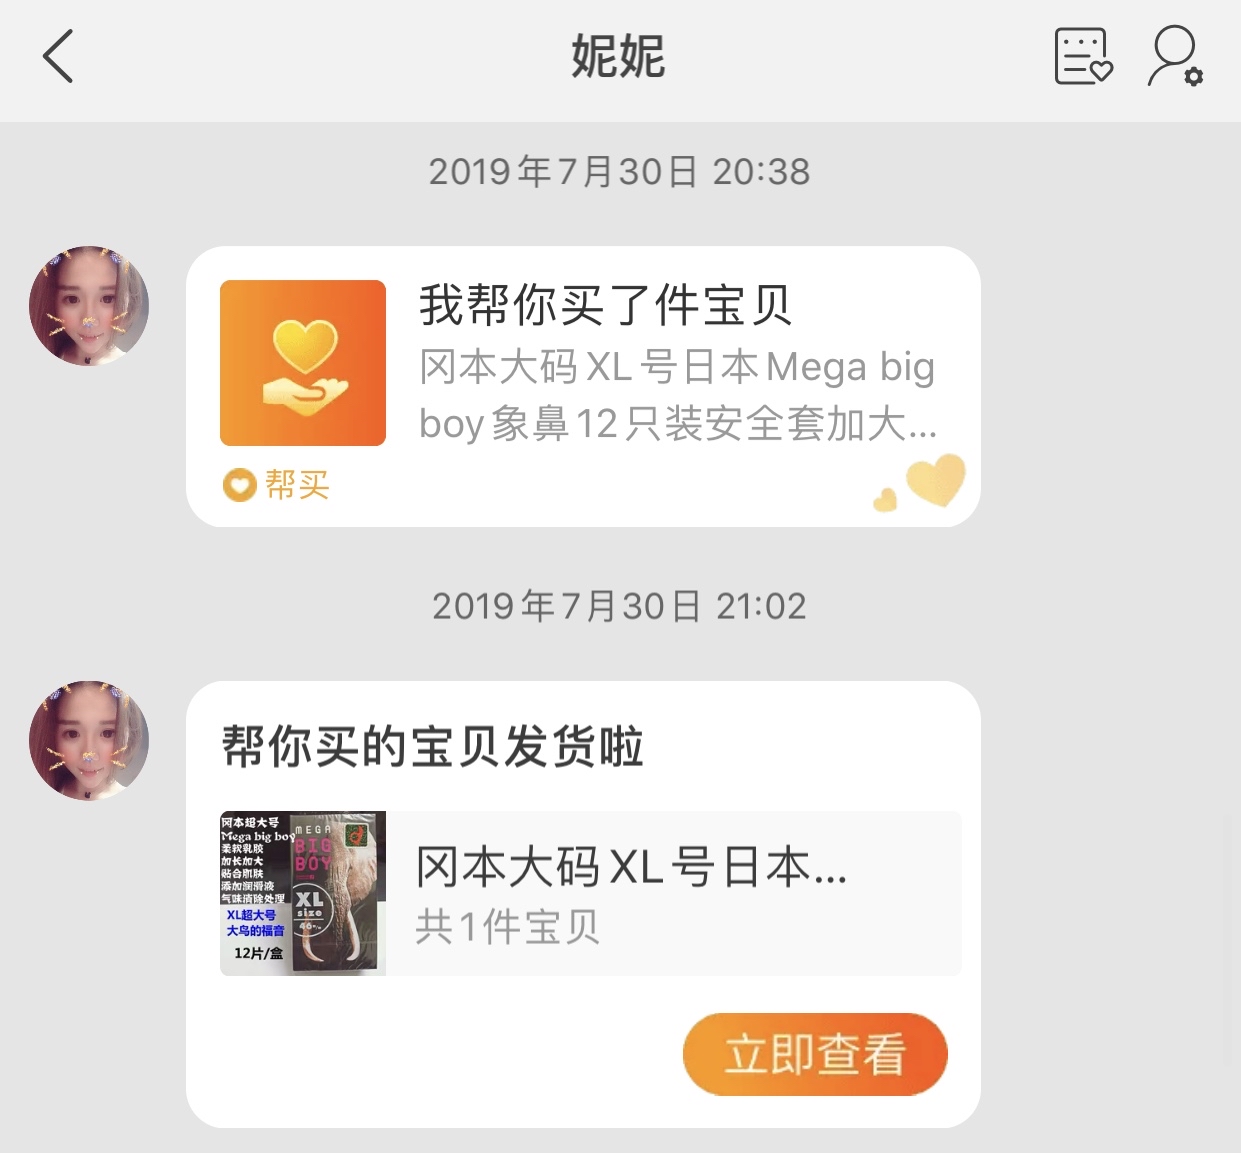 妮妮
2019年7月30日 20:38
我帮你买了件宝贝
冈本大码XL号日本Mega big
boy象鼻12只装安全套加大...
帮买
2019年7月30日 21:02
帮你买的宝贝发货啦
冈本超大号
Mega big boy
柔软乳胶
加长加大
贴合肌肤
添加润滑液
气味清除处理
XL超大号
大鸟的福音
12片/盒
MEGA
BIG
BOY
XL
size
冈本大码XL号日本...
共1件宝贝
立即查看